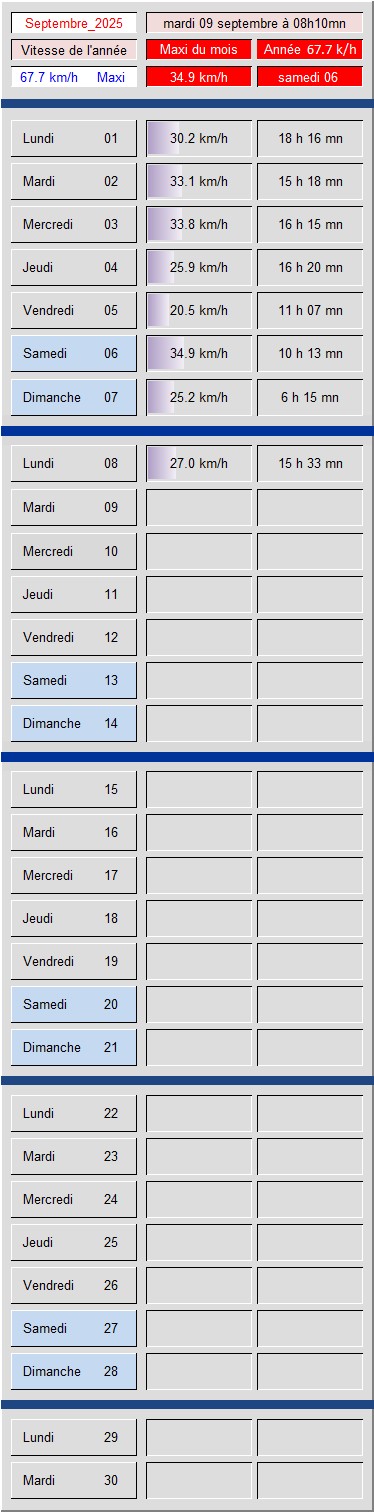 Septembre_2025 mardi 09 septembre à 08h10mn
Vitesse de l'année Maxi du mois Année 67.7 k/h
67.7 km/h Maxi 34.9 km/h samedi 06
Lundi 01 30.2 km/h 18 h 16 mn
Mardi 02 33.1 km/h 15 h 18 mn
Mercredi 03 33.8 km/h 16 h 15 mn
Jeudi 04 25.9 km/h 16 h 20 mn
Vendredi 05 20.5 km/h 11 h 07 mn
Samedi 06 34.9 km/h 10 h 13 mn
Dimanche 07 25.2 km/h 6 h 15 mn
Lundi 08 27.0 km/h 15 h 33 mn
Mardi 09
Mercredi 10
Jeudi 11
Vendredi 12
Samedi 13
Dimanche 14
Lundi 15
Mardi 16
Mercredi 17
Jeudi 18
Vendredi 19
Samedi 20
Dimanche 21
Lundi 22
Mardi 23
Mercredi 24
Jeudi 25
Vendredi 26
Samedi 27
Dimanche 28
Lundi 29
Mardi 30